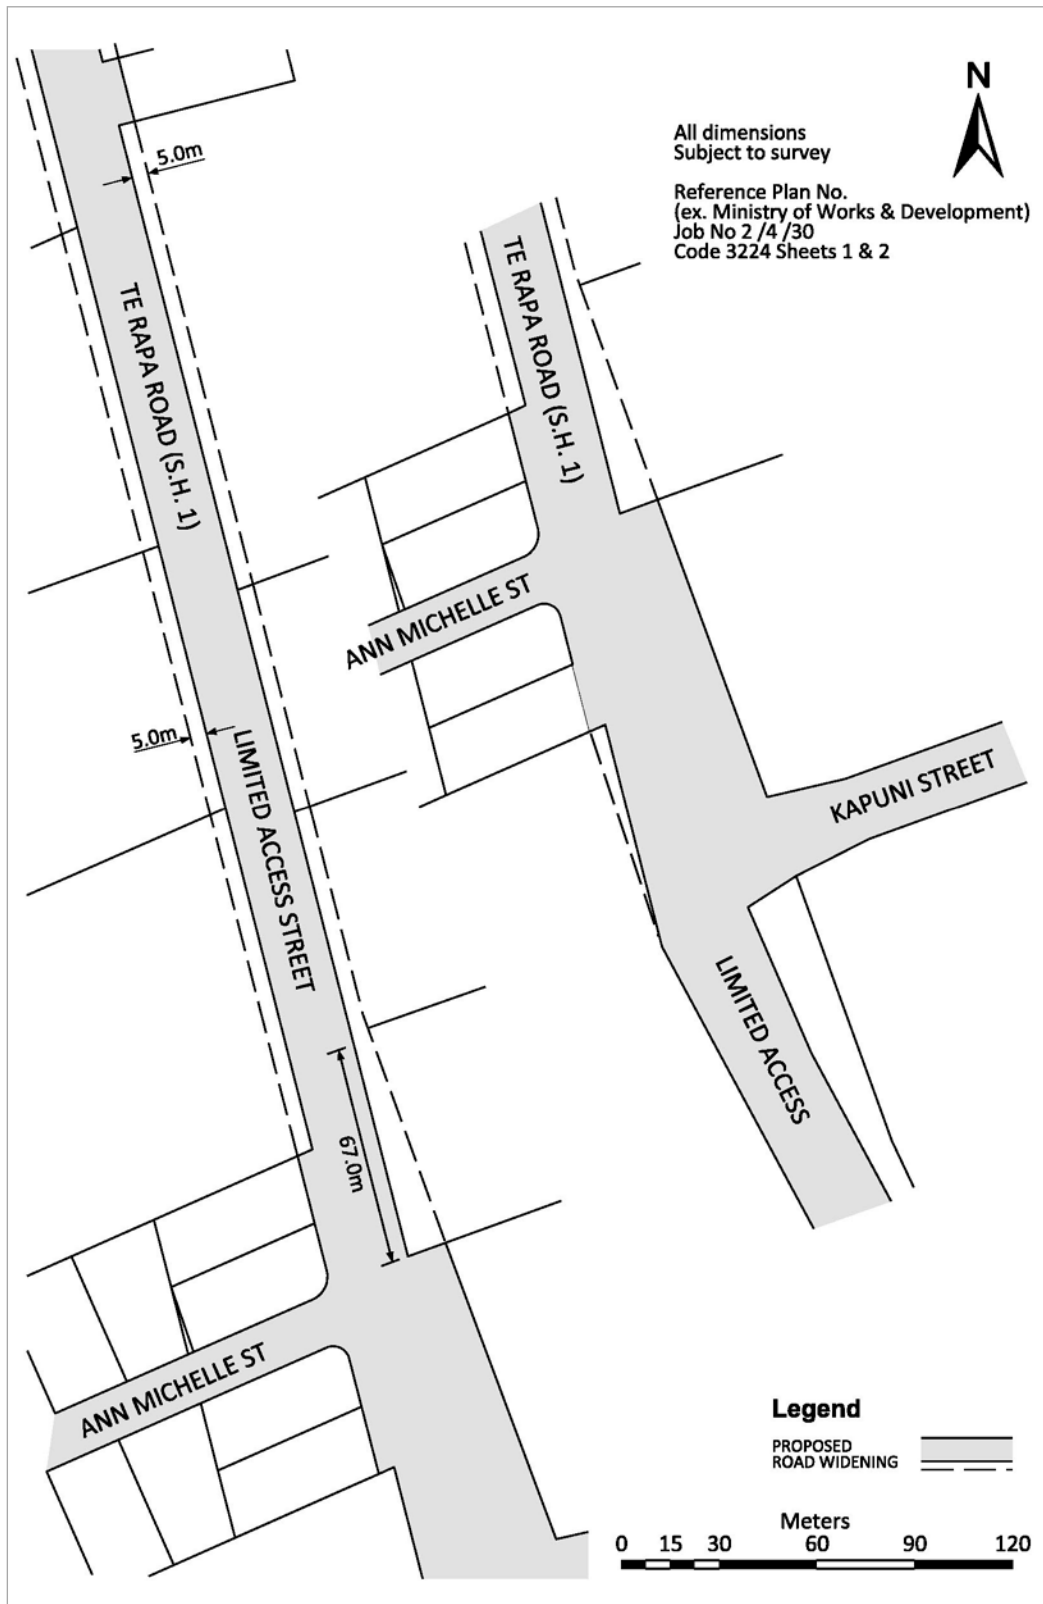 N
All dimensions
Subject to survey
Reference Plan No.
(ex. Ministry of Works & Development)
Job No 2 /4 /30
Code 3224 Sheets 1 & 2
5.0m
TE RAPA ROAD (S.H. 1)
TE RAPA ROAD (S.H. 1)
ANN MICHELLE ST
5.0m
LIMITED ACCESS STREET
KAPUNI STREET
LIMITED ACCESS
67.0m
ANN MICHELLE ST
Legend
PROPOSED
ROAD WIDENING
Meters
0 15 30 60 90 120